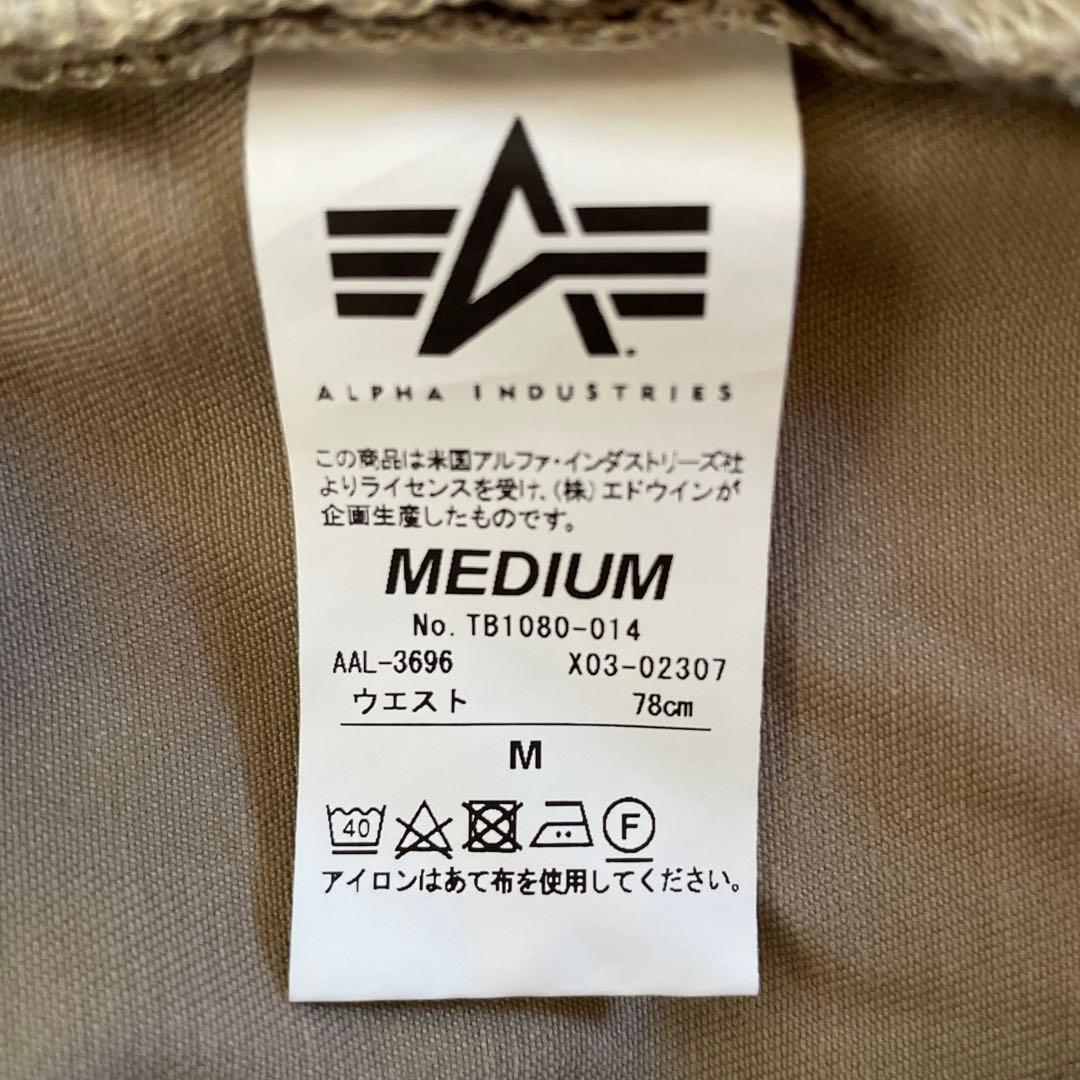 ALPHA INDUSTRIES
この商品は米国アルファ・インダストリーズ社
よりライセンスを受け、(株)エドウインが
企画生産したものです。
MEDIUM
No. TB1080-014
AAL-3696 X03-02307
ウエスト 78cm
M
40 F
アイロンはあて布を使用してください。